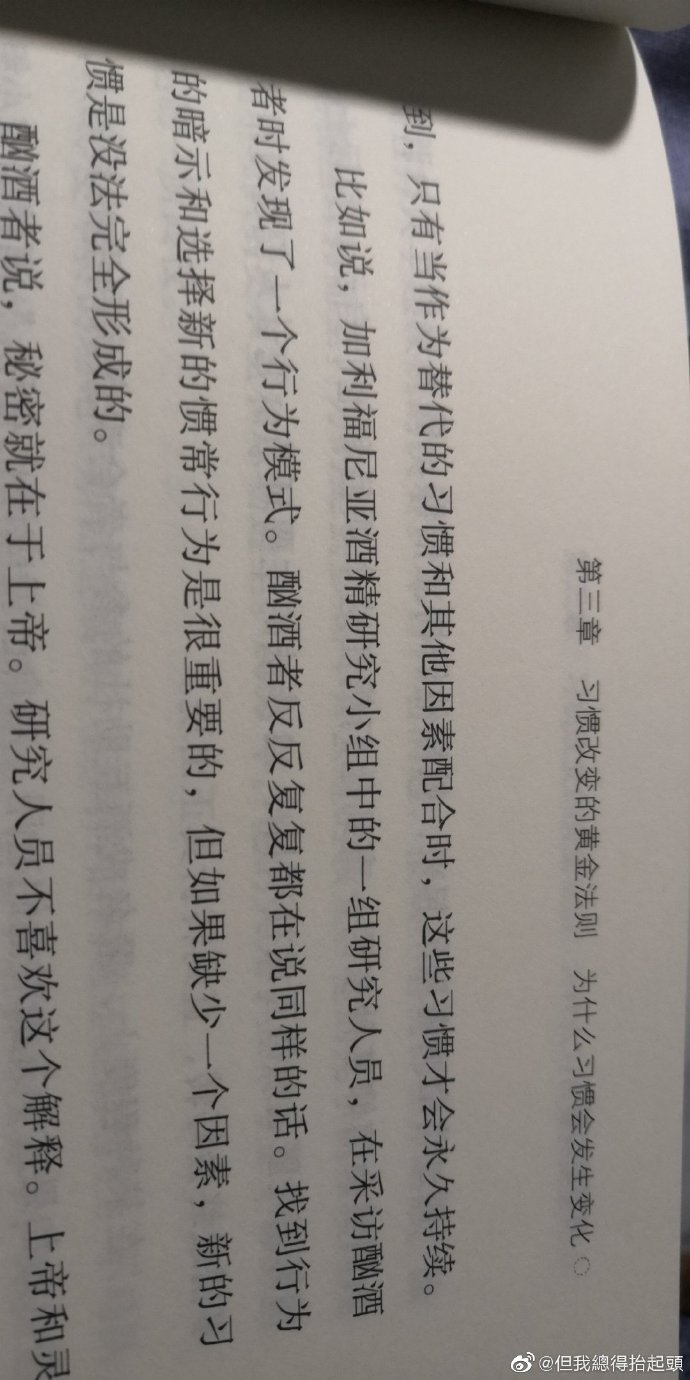 第三章 习惯改变的黄金法则 为什么习惯会发生变化
到，只有当作为替代的习惯和其他因素配合时，这些习惯才会永久持续。
比如说，加利福尼亚酒精研究小组中的一组研究人员，在采访酗酒
者时发现了一个行为模式。酗酒者反反复复都在说同样的话。找到行为
的暗示和选择新的惯常行为是很重要的，但如果缺少一个因素，新的习
惯是没法完全形成的。
酗酒者说，秘密就在于上帝。研究人员不喜欢这个解释。上帝和灵
@但我總得抬起頭